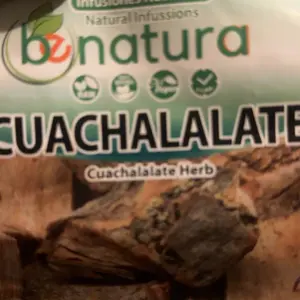 Natural Infussions
benatura
CUACHALALATE
Cuachalalate Herb